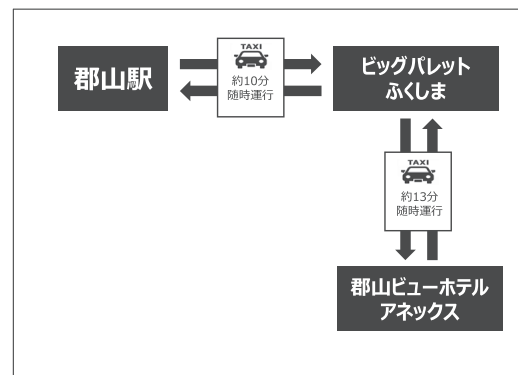 郡山駅
TAXI
約10分
随時運行
ビッグパレット
ふくしま
TAXI
約13分
随時運行
郡山ビューホテル
アネックス